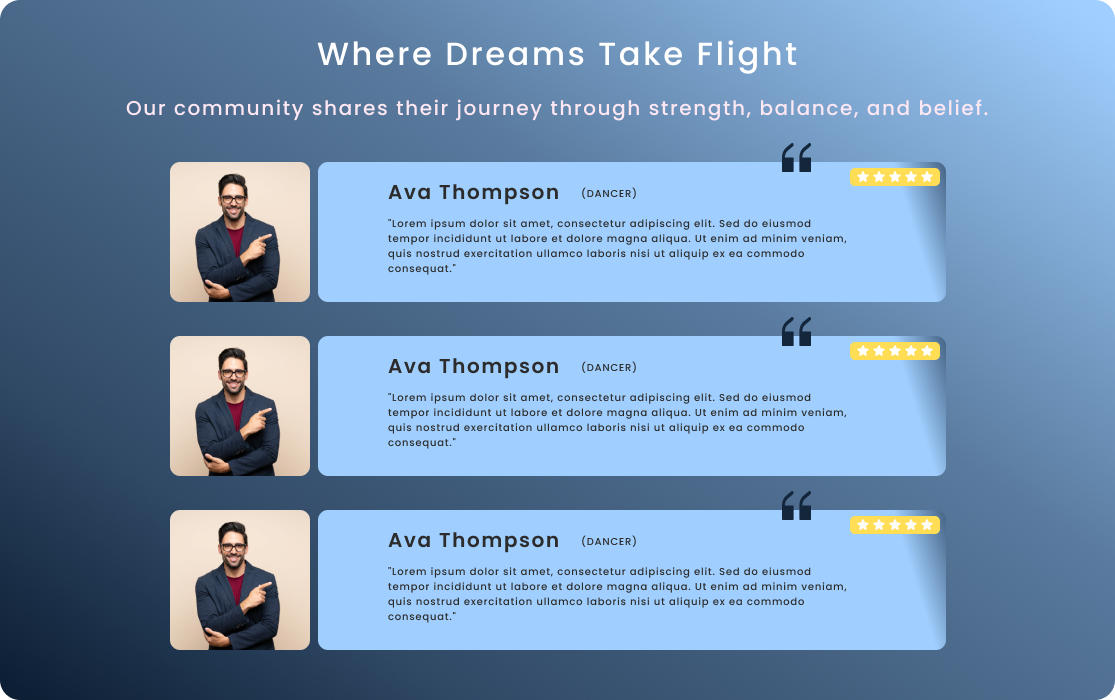 Where Dreams Take Flight
Our community shares their journey through strength, balance, and belief.
Ava Thompson (DANCER)
"Lorem ipsum dolor sit amet, consectetur adipiscing elit. Sed do eiusmod
tempor incididunt ut labore et dolore magna aliqua. Ut enim ad minim veniam,
quis nostrud exercitation ullamco laboris nisi ut aliquip ex ea commodo
consequat."
Ava Thompson (DANCER)
"Lorem ipsum dolor sit amet, consectetur adipiscing elit. Sed do eiusmod
tempor incididunt ut labore et dolore magna aliqua. Ut enim ad minim veniam,
quis nostrud exercitation ullamco laboris nisi ut aliquip ex ea commodo
consequat."
Ava Thompson (DANCER)
"Lorem ipsum dolor sit amet, consectetur adipiscing elit. Sed do eiusmod
tempor incididunt ut labore et dolore magna aliqua. Ut enim ad minim veniam,
quis nostrud exercitation ullamco laboris nisi ut aliquip ex ea commodo
consequat."